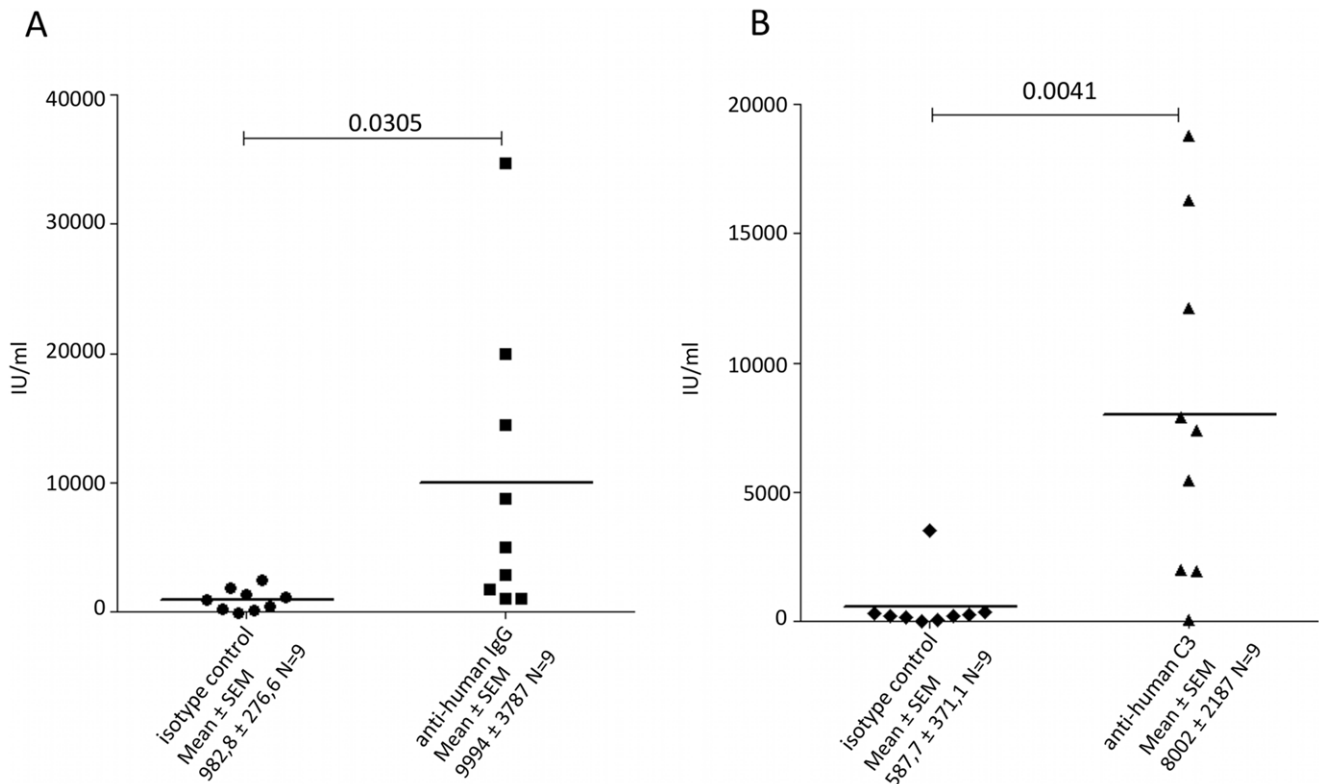 A
40000
30000
20000
10000
0
IU/ml
0.0305
isotype control
Mean ± SEM
982,8 ± 276,6 N=9
anti-human IgG
Mean ± SEM
9994 ± 3787 N=9
B
20000
15000
10000
5000
0
IU/ml
0.0041
isotype control
Mean ± SEM
587,7 ± 371,1 N=9
anti-human C3
Mean ± SEM
8002 ± 2187 N=9